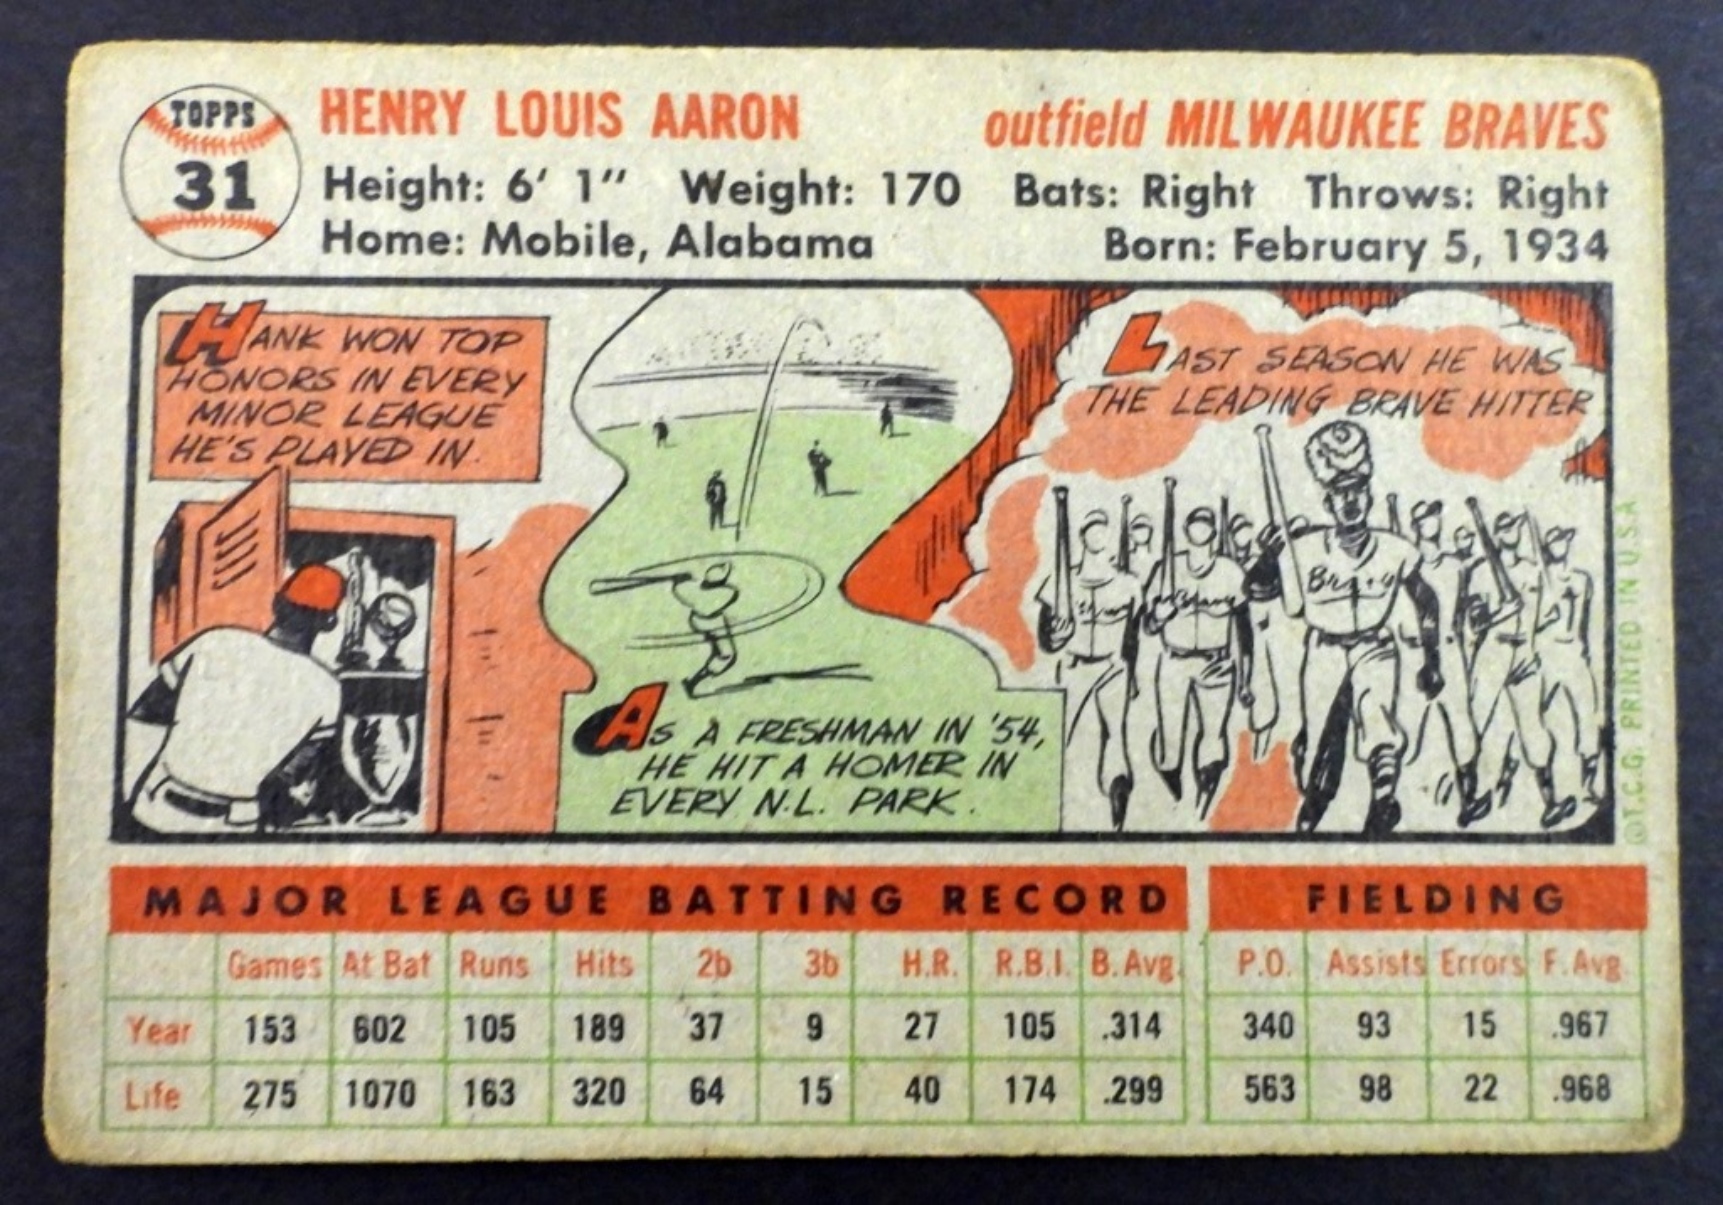 TOPPS
31
HENRY LOUIS AARON
outfield MILWAUKEE BRAVES
Height: 6' 1" Weight: 170 Bats: Right Throws: Right
Home: Mobile, Alabama Born: February 5, 1934
HANK WON TOP
HONORS IN EVERY
MINOR LEAGUE
HE'S PLAYED IN.
AS A FRESHMAN IN '54,
HE HIT A HOMER IN
EVERY N.L. PARK.
LAST SEASON HE WAS
THE LEADING BRAVE HITTER
Braves
©T.C.G. PRINTED IN U.S.A
MAJOR LEAGUE BATTING RECORD
Games At Bat Runs Hits 2b 3b H.R. R.B.I. B. Avg.
Year 153 602 105 189 37 9 27 105 .314
Life 275 1070 163 320 64 15 40 174 .299
FIELDING
P.O. Assists Errors F. Avg
340 93 15 .967
563 98 22 .968